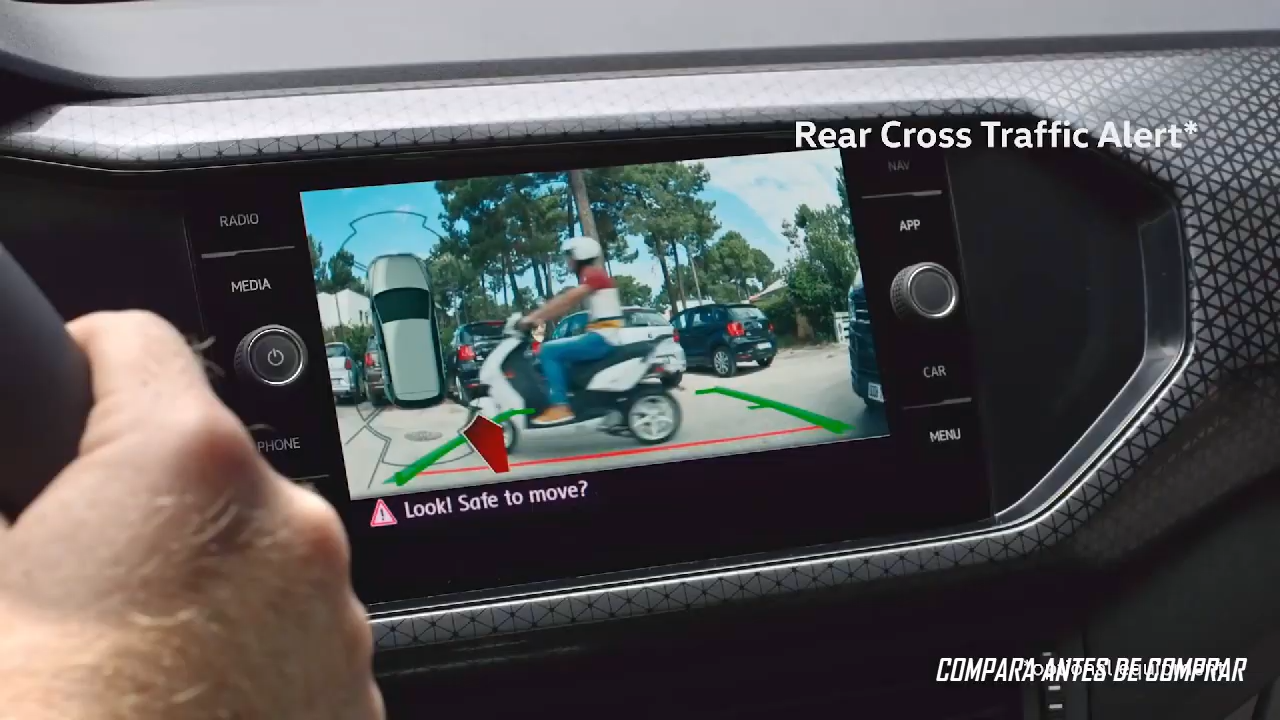 Rear Cross Traffic Alert*
NAV
RADIO
APP
MEDIA
CAR
PHONE
MENU
Look! Safe to move?
COMPARA ANTES DE COMPRAR